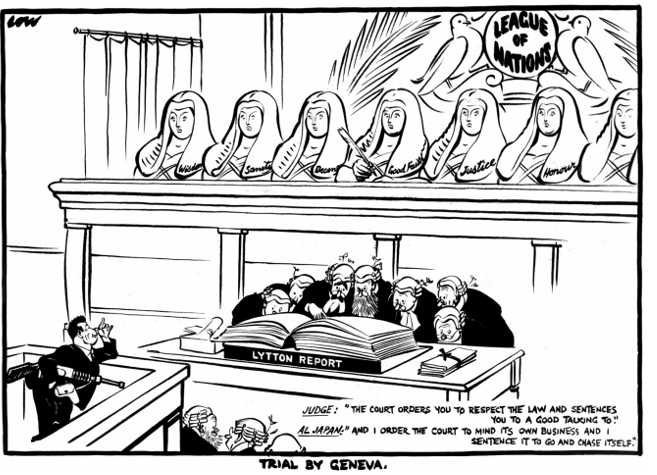 LOW
LEAGUE
OF
NATIONS
Wisdom
Sanity
Decen
Good Faith
Justice
Honour
LYTTON REPORT
JUDGE: "THE COURT ORDERS YOU TO RESPECT THE LAW AND SENTENCES
YOU TO A GOOD TALKING TO."
AL JAPAN: "AND I ORDER THE COURT TO MIND ITS OWN BUSINESS AND I
SENTENCE IT TO GO AND CHASE ITSELF."
TRIAL BY GENEVA.